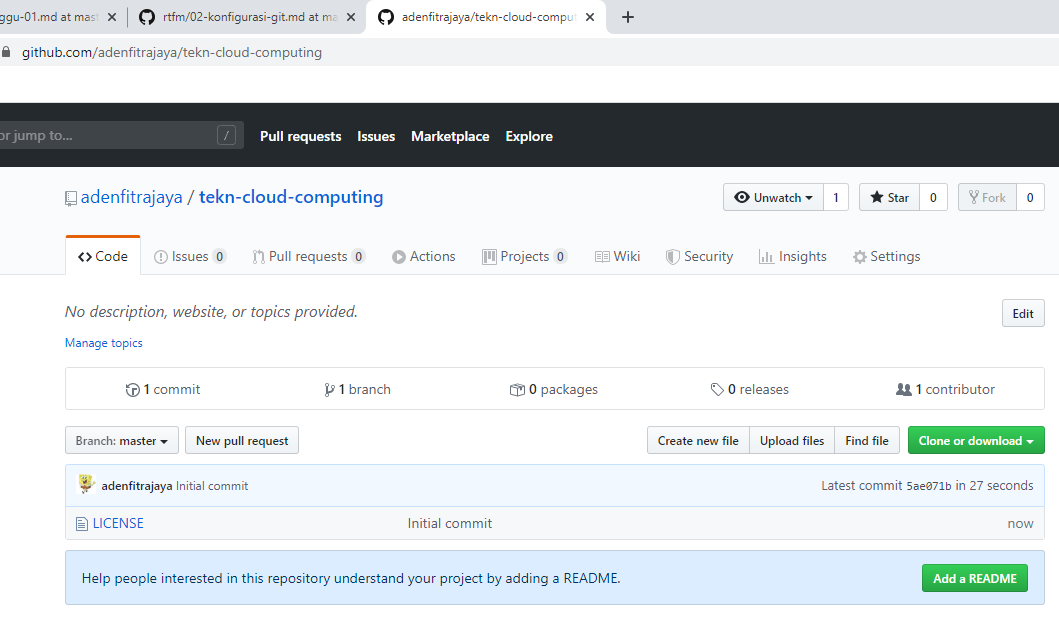 ggu-01.md at mast
rtfm/02-konfigurasi-git.md at ma
adenfitrajaya/tekn-cloud-comput
github.com/adenfitrajaya/tekn-cloud-computing
or jump to... / Pull requests Issues Marketplace Explore
adenfitrajaya / tekn-cloud-computing Unwatch 1 Star 0 Fork 0
Code Issues 0 Pull requests 0 Actions Projects 0 Wiki Security Insights Settings
No description, website, or topics provided. Edit
Manage topics
1 commit 1 branch 0 packages 0 releases 1 contributor
Branch: master New pull request Create new file Upload files Find file Clone or download
adenfitrajaya Initial commit Latest commit 5ae071b in 27 seconds
LICENSE Initial commit now
Help people interested in this repository understand your project by adding a README. Add a README